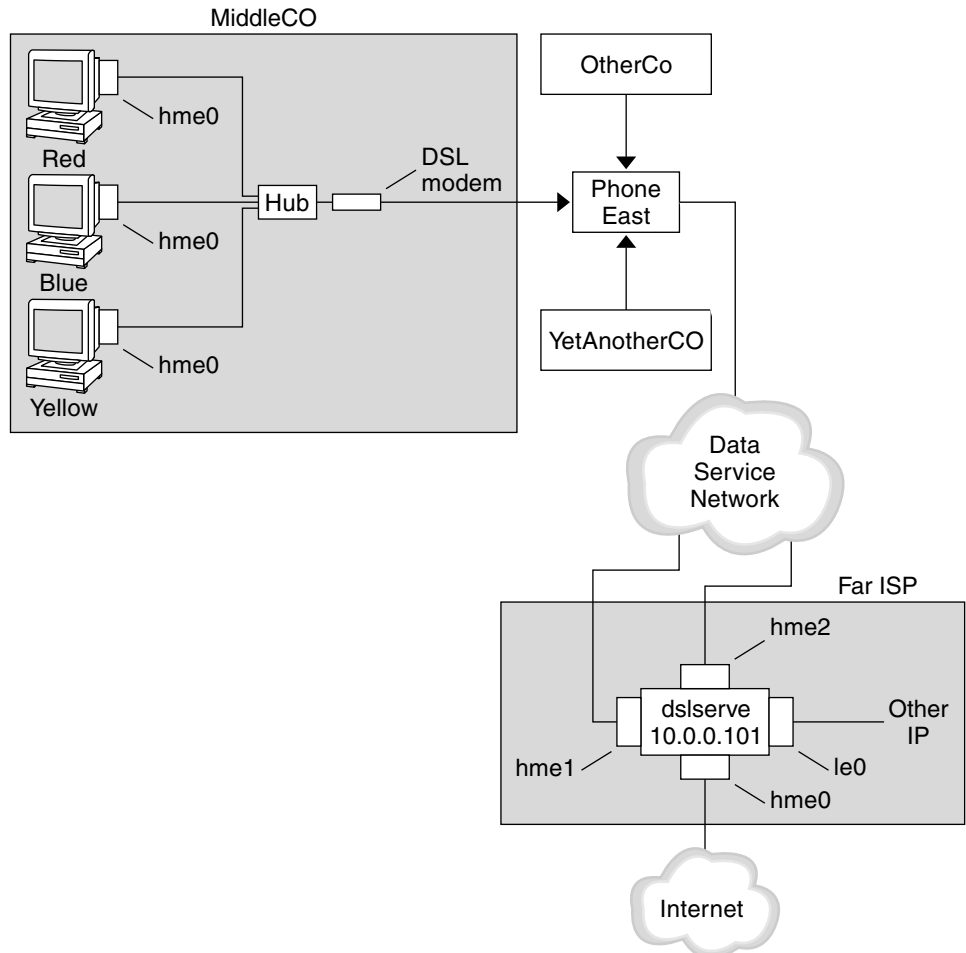 MiddleCO
hme0
Red
hme0
Blue
hme0
Yellow
Hub
DSL
modem
OtherCo
Phone
East
YetAnotherCO
Data
Service
Network
Far ISP
hme2
dslserve
10.0.0.101
Other
IP
hme1
le0
hme0
Internet